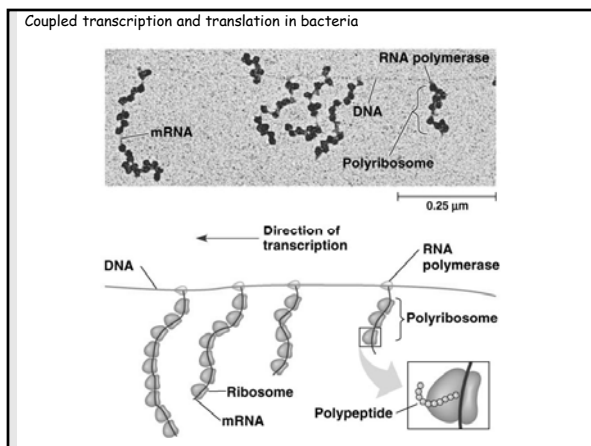 Coupled transcription and translation in bacteria
RNA polymerase
DNA
mRNA
Polyribosome
0.25 µm
Direction of
transcription
DNA
RNA
polymerase
Polyribosome
Ribosome
mRNA
Polypeptide